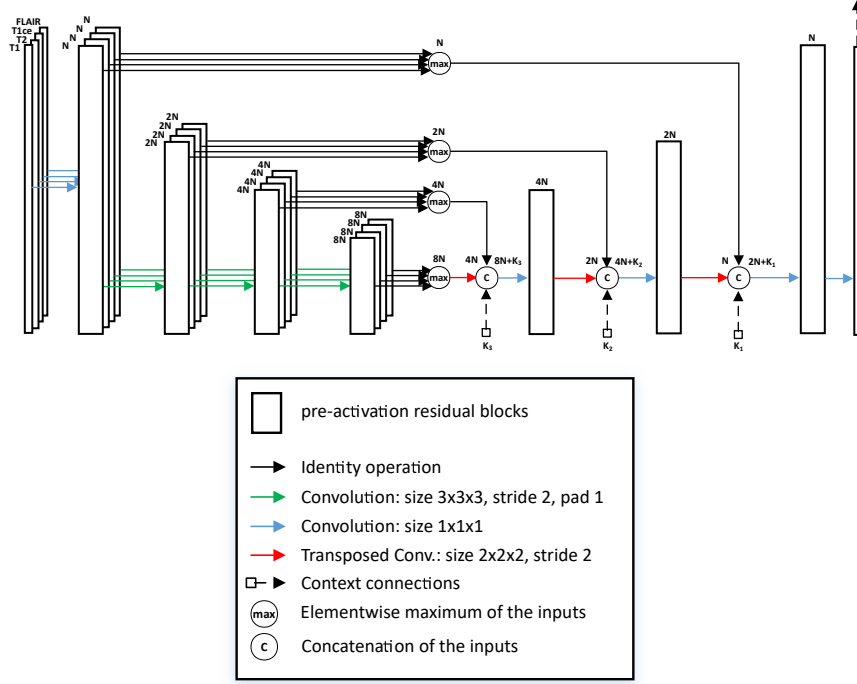 FLAIR
T1ce
T2
T1
N
N
N
N
N
max
N
2N
2N
2N
2N
2N
max
2N
4N
4N
4N
4N
4N
max
4N
8N
8N
8N
8N
8N
max
4N
C
8N+K₃
2N
C
4N+K₂
N
C
2N+K₁
K₃
K₂
K₁
pre-activation residual blocks
Identity operation
Convolution: size 3x3x3, stride 2, pad 1
Convolution: size 1x1x1
Transposed Conv.: size 2x2x2, stride 2
Context connections
max Elementwise maximum of the inputs
C Concatenation of the inputs